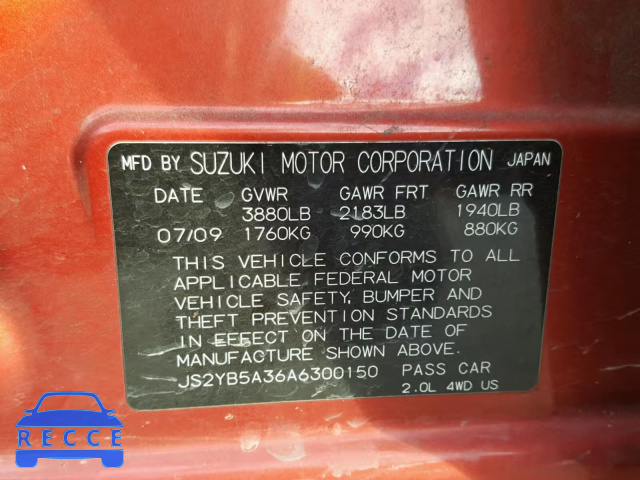 MFD BY SUZUKI MOTOR CORPORATION JAPAN
DATE GVWR GAWR FRT GAWR RR
3880LB 2183LB 1940LB
07/09 1760KG 990KG 880KG
THIS VEHICLE CONFORMS TO ALL
APPLICABLE FEDERAL MOTOR
VEHICLE SAFETY, BUMPER AND
THEFT PREVENTION STANDARDS
IN EFFECT ON THE DATE OF
MANUFACTURE SHOWN ABOVE.
JS2YB5A36A6300150 PASS CAR
2.0L 4WD US
RECCE